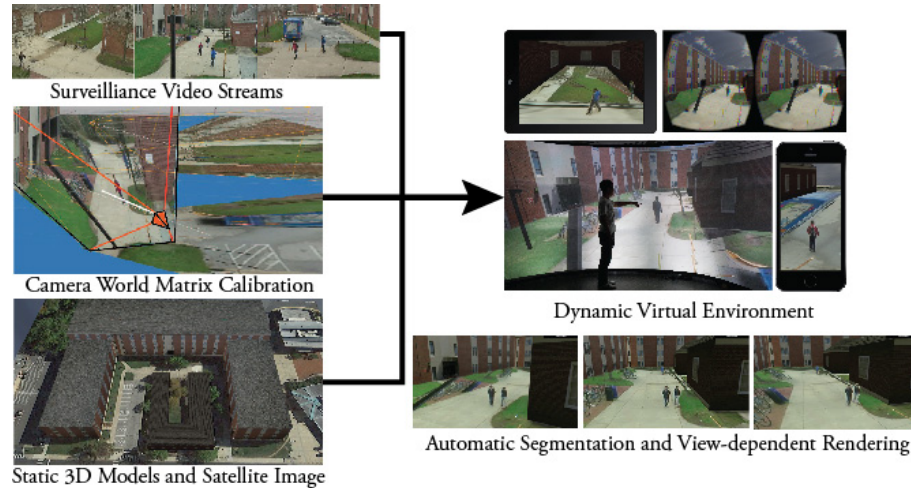 Surveilliance Video Streams
Camera World Matrix Calibration
Static 3D Models and Satellite Image
Dynamic Virtual Environment
Automatic Segmentation and View-dependent Rendering